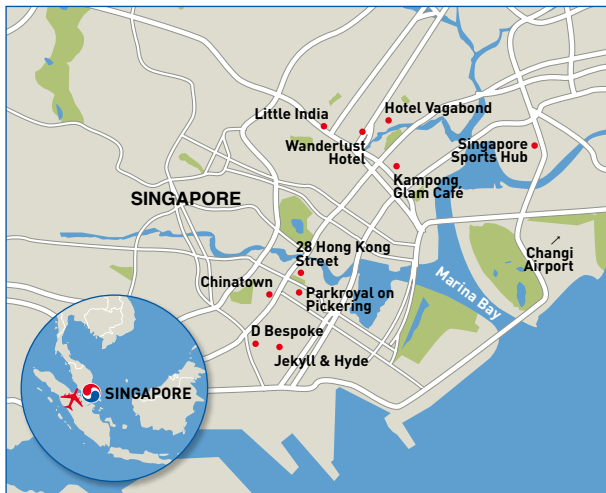 Little India
Hotel Vagabond
Wanderlust
Hotel
Singapore
Sports Hub
Kampong
Glam Café
SINGAPORE
28 Hong Kong
Street
Changi
Airport
Chinatown
Parkroyal on
Pickering
Marina Bay
D Bespoke
Jekyll & Hyde
SINGAPORE